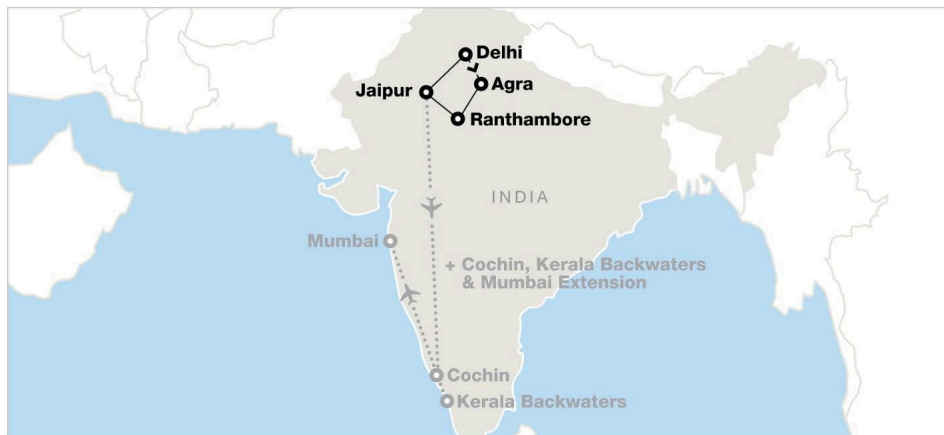 Delhi
Jaipur
Agra
Ranthambore
INDIA
Mumbai
+ Cochin, Kerala Backwaters
& Mumbai Extension
Cochin
Kerala Backwaters